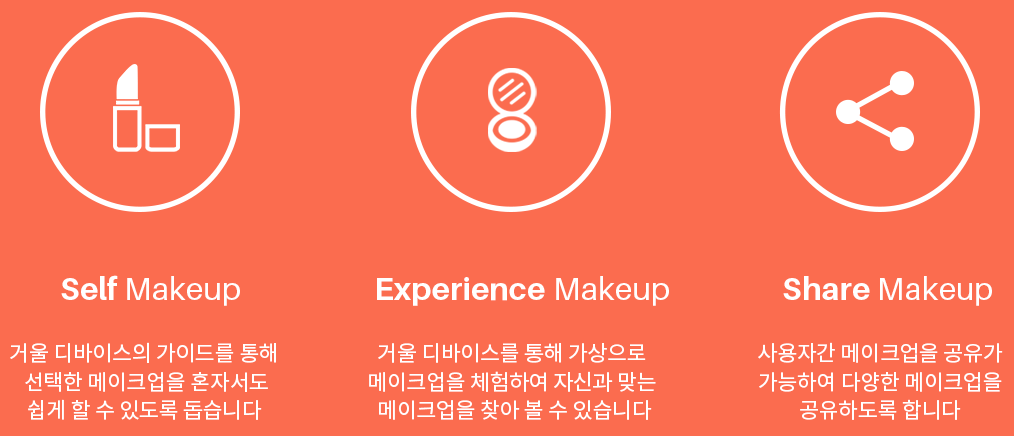 Self Makeup
거울 디바이스의 가이드를 통해
선택한 메이크업을 혼자서도
쉽게 할 수 있도록 돕습니다
Experience Makeup
거울 디바이스를 통해 가상으로
메이크업을 체험하여 자신과 맞는
메이크업을 찾아 볼 수 있습니다
Share Makeup
사용자간 메이크업을 공유가
가능하여 다양한 메이크업을
공유하도록 합니다